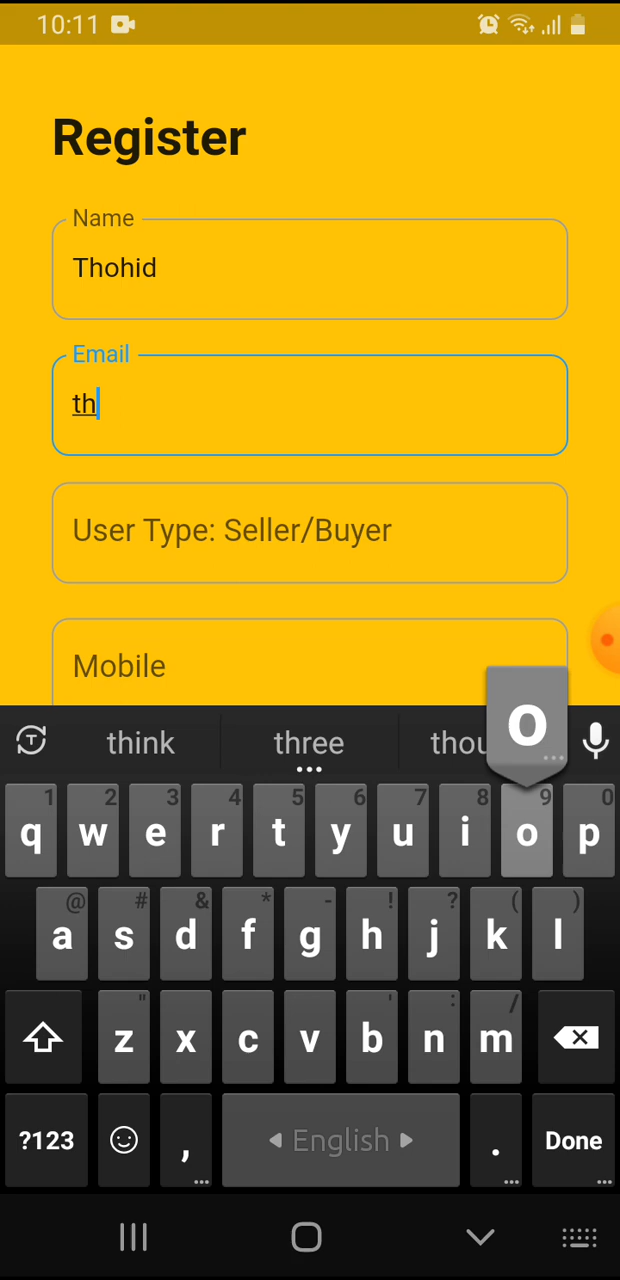 10:11
Register
Name
Thohid
Email
th
User Type: Seller/Buyer
Mobile
think three thou
o
1 2 3 4 5 6 7 8 9 0
q w e r t y u i o p
@ # & * - ! ? ( )
a s d f g h j k l
" ' : /
z x c v b n m
?123 , English . Done